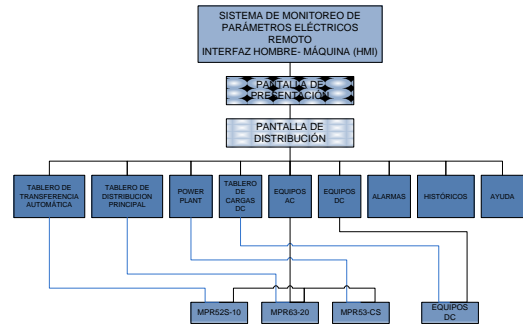 SISTEMA DE MONITOREO DE
PARÁMETROS ELÉCTRICOS
REMOTO
INTERFAZ HOMBRE- MÁQUINA (HMI)
PANTALLA DE
PRESENTACIÓN
PANTALLA DE
DISTRIBUCIÓN
TABLERO DE
TRANSFERENCIA
AUTOMÁTICA
TABLERO DE
DISTRIBUCION
PRINCIPAL
POWER
PLANT
TABLERO
DE
CARGAS
DC
EQUIPOS
AC
EQUIPOS
DC
ALARMAS
HISTÓRICOS
AYUDA
MPR52S-10
MPR63-20
MPR53-CS
EQUIPOS
DC